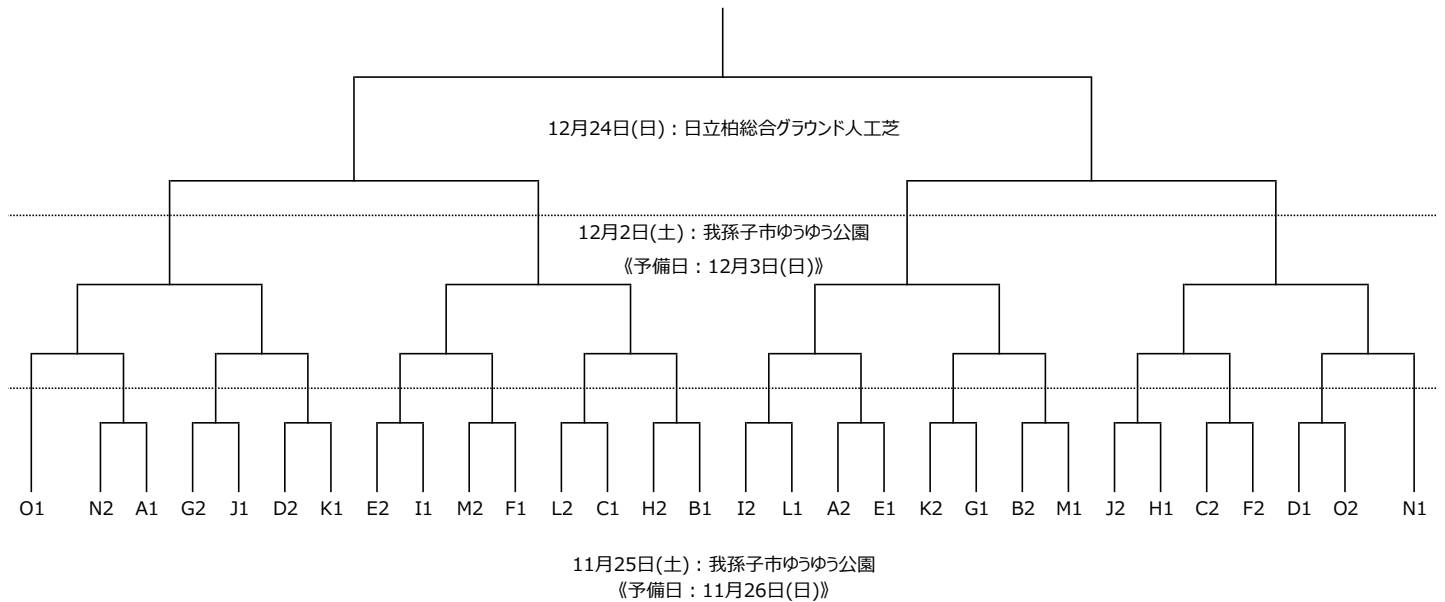 12月24日(日)：日立柏総合グラウンド人工芝
12月2日(土)：我孫子市ゆうゆう公園
《予備日：12月3日(日)》
O1 N2 A1 G2 J1 D2 K1 E2 I1 M2 F1 L2 C1 H2 B1 I2 L1 A2 E1 K2 G1 B2 M1 J2 H1 C2 F2 D1 O2 N1
11月25日(土)：我孫子市ゆうゆう公園
《予備日：11月26日(日)》